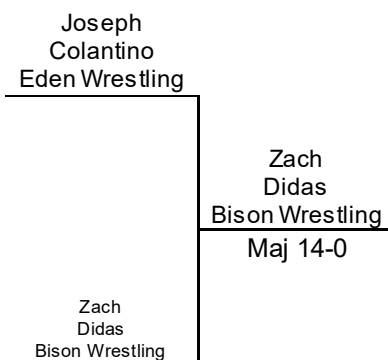 Joseph
Colantino
Eden Wrestling
Zach
Didas
Bison Wrestling
Maj 14-0
Zach
Didas
Bison Wrestling